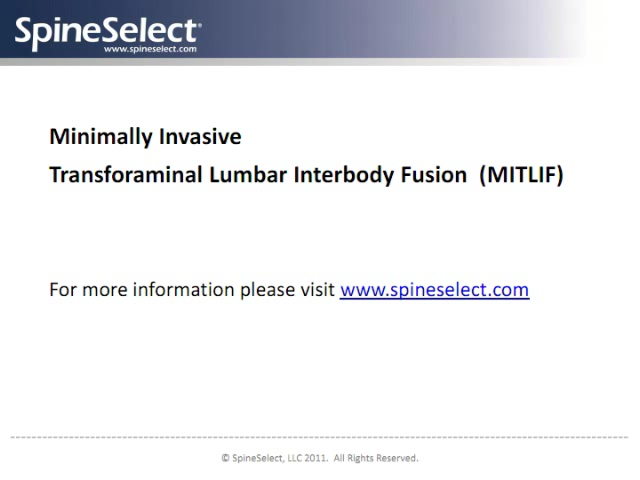 SpineSelect®
www.spineselect.com
Minimally Invasive
Transforaminal Lumbar Interbody Fusion (MITLIF)
For more information please visit www.spineselect.com
© SpineSelect, LLC 2011. All Rights Reserved.